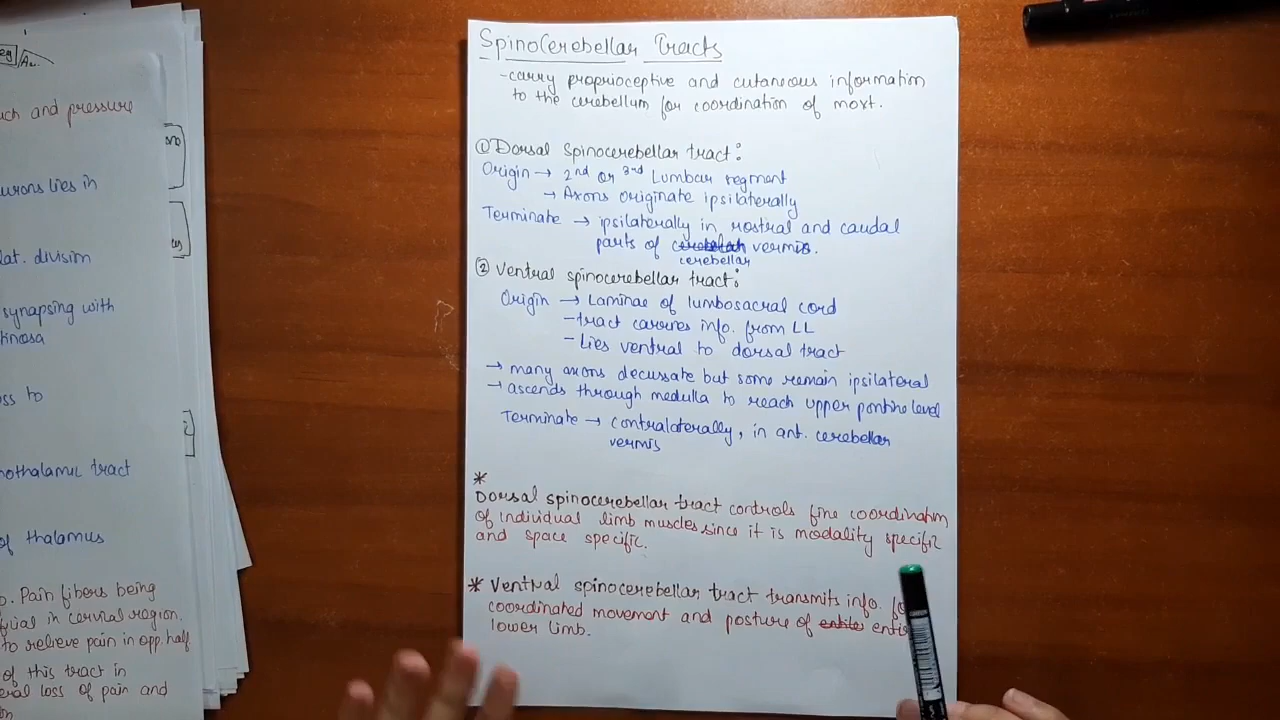 uch and pressure
urons lies in
lat. division
synapsing with
tinosa
ss to
nothalamic tract
of thalamus
o. Pain fibers being
ficial in cervical region.
to relieve pain in opp. half
of this tract in
eral loss of pain and
SpinoCerebellar Tracts
-carry proprioceptive and cutaneous information
to the cerebellum for coordination of movt.
① Dorsal spinocerebellar tract:
Origin → 2nd or 3rd Lumbar segment
→ Axons originate ipsilaterally
Terminate → ipsilaterally in rostral and caudal
parts of vermis.
cerebellar
② Ventral spinocerebellar tract:
Origin → Laminae of lumbosacral cord
-tract carries info. from LL
-Lies ventral to dorsal tract
→ many axons decussate but some remain ipsilateral
→ ascends through medulla to reach upper pontine level
Terminate → contralaterally, in ant. cerebellar
vermis
*
Dorsal spinocerebellar tract controls fine coordination
of individual limb muscles since it is modality specific
and space specific.
* Ventral spinocerebellar tract transmits info. fo
coordinated movement and posture of entire enti
lower limb.